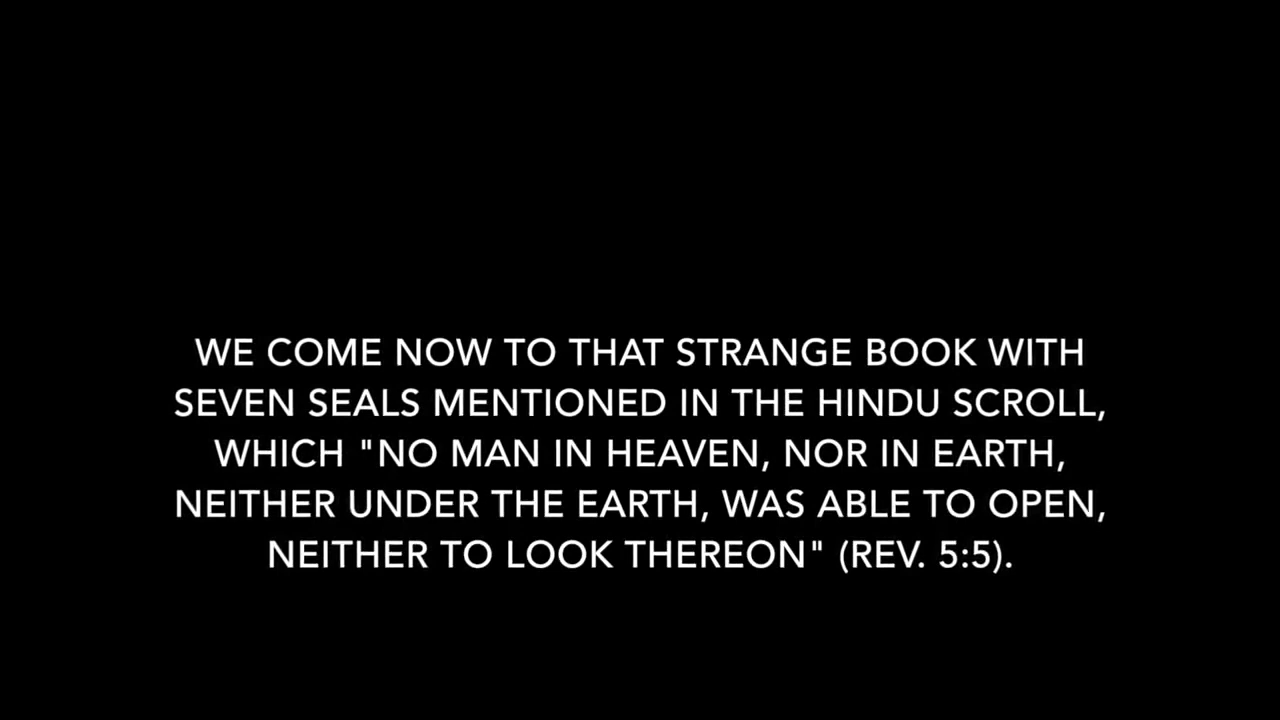 WE COME NOW TO THAT STRANGE BOOK WITH
SEVEN SEALS MENTIONED IN THE HINDU SCROLL,
WHICH "NO MAN IN HEAVEN, NOR IN EARTH,
NEITHER UNDER THE EARTH, WAS ABLE TO OPEN,
NEITHER TO LOOK THEREON" (REV. 5:5).